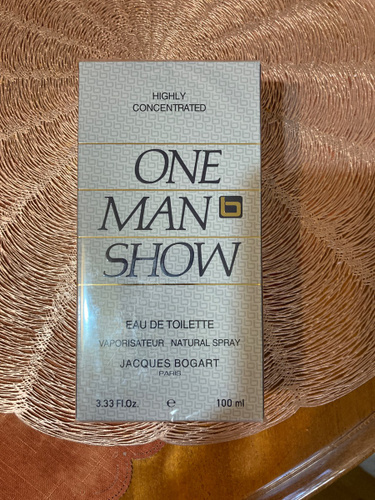 HIGHLY
CONCENTRATED
ONE
MAN b
SHOW
EAU DE TOILETTE
VAPORISATEUR NATURAL SPRAY
JACQUES BOGART
PARIS
3.33 Fl.Oz. ℮ 100 ml